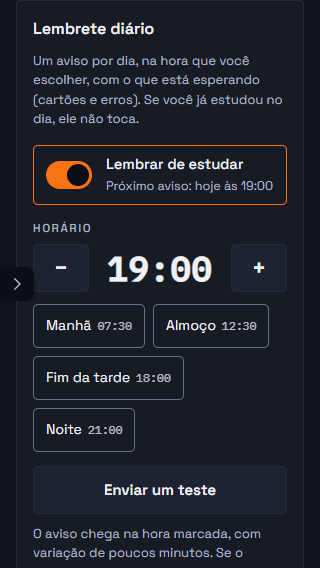 Lembrete diário
Um aviso por dia, na hora que você
escolher, com o que está esperando
(cartões e erros). Se você já estudou no
dia, ele não toca.
Lembrar de estudar
Próximo aviso: hoje às 19:00
HORÁRIO
− 19:00 +
Manhã 07:30 Almoço 12:30
Fim da tarde 18:00
Noite 21:00
Enviar um teste
O aviso chega na hora marcada, com
variação de poucos minutos. Se o